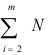 m
∑ N
i = 2